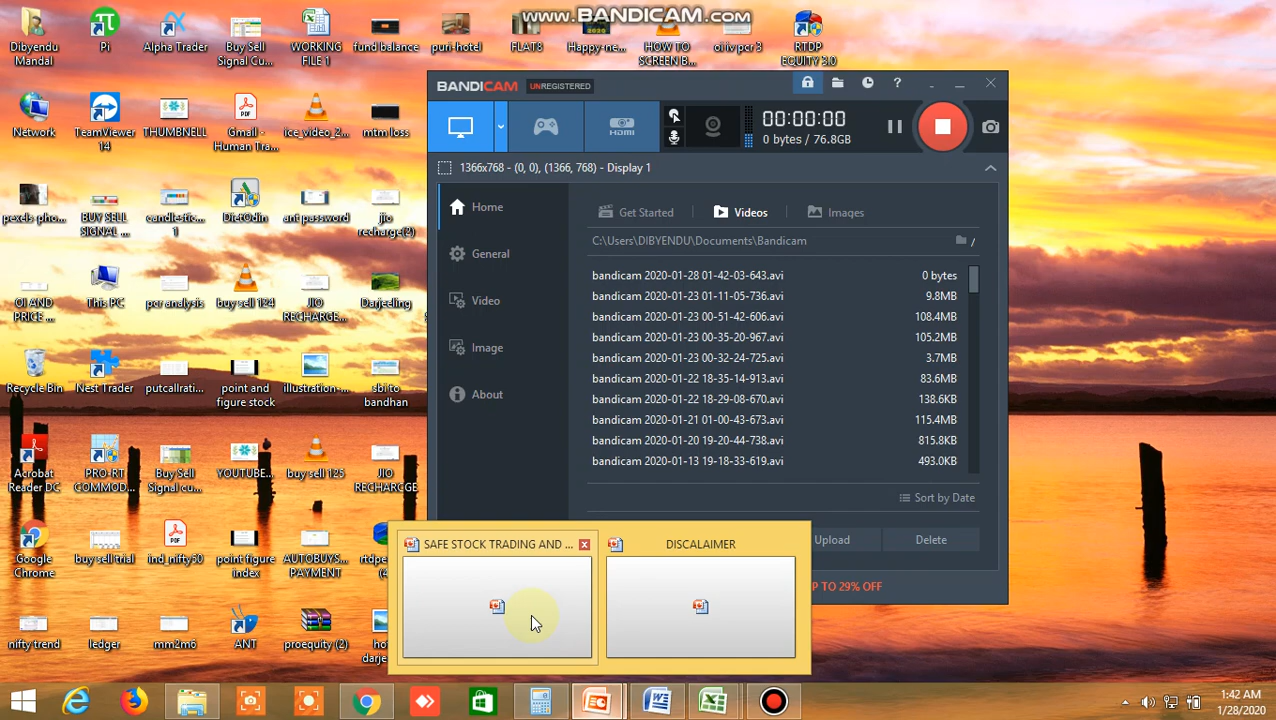 www.BANDICAM.com
Dibyendu
Mandal
Pi
Alpha Trader
Buy Sell
Signal Cu...
WORKING
FILE 1
fund balance
puri-hotel
FLAT8
Happy-ne...
HOW TO
SCREEN B...
oi iv pcr 3
RTDP
EQUITY 3.0
Network
TeamViewer
14
THUMBNELL
Gmail -
Human Tra...
ice_video_2...
mtm loss
pexels-pho...
BUY SELL
SIGNAL ...
candlestic...
1
DietOdin
ant password
jio
recharge(2)
OI AND
PRICE ...
This PC
pcr analysis
buy sell 124
JIO
RECHARGE...
Darjeeling
Recycle Bin
Nest Trader
putcallrati...
point and
figure stock
illustration-...
sbi to
bandhan
Acrobat
Reader DC
PRO-RT
COMMOD...
Buy Sell
Signal cu...
YOUTUBE...
buy sell 125
JIO
RECHARGE
Google
Chrome
buy sell trial
ind_nifty50
point figure
index
AUTOBUYS...
PAYMENT
rtdpe
(4
nifty trend
ledger
mm2m6
ANT
proequity (2)
ho
darje
BANDICAM UNREGISTERED
?
HDMI
00:00:00
0 bytes / 76.8GB
1366x768 - (0, 0), (1366, 768) - Display 1
Home
General
Video
Image
About
Get Started
Videos
Images
C:\Users\DIBYENDU\Documents\Bandicam
/
bandicam 2020-01-28 01-42-03-643.avi 0 bytes
bandicam 2020-01-23 01-11-05-736.avi 9.8MB
bandicam 2020-01-23 00-51-42-606.avi 108.4MB
bandicam 2020-01-23 00-35-20-967.avi 105.2MB
bandicam 2020-01-23 00-32-24-725.avi 3.7MB
bandicam 2020-01-22 18-35-14-913.avi 83.6MB
bandicam 2020-01-22 18-29-08-670.avi 138.6KB
bandicam 2020-01-21 01-00-43-673.avi 115.4MB
bandicam 2020-01-20 19-20-44-738.avi 815.8KB
bandicam 2020-01-13 19-18-33-619.avi 493.0KB
Sort by Date
Upload
Delete
P TO 29% OFF
SAFE STOCK TRADING AND ...
DISCALAIMER
1:42 AM
1/28/2020